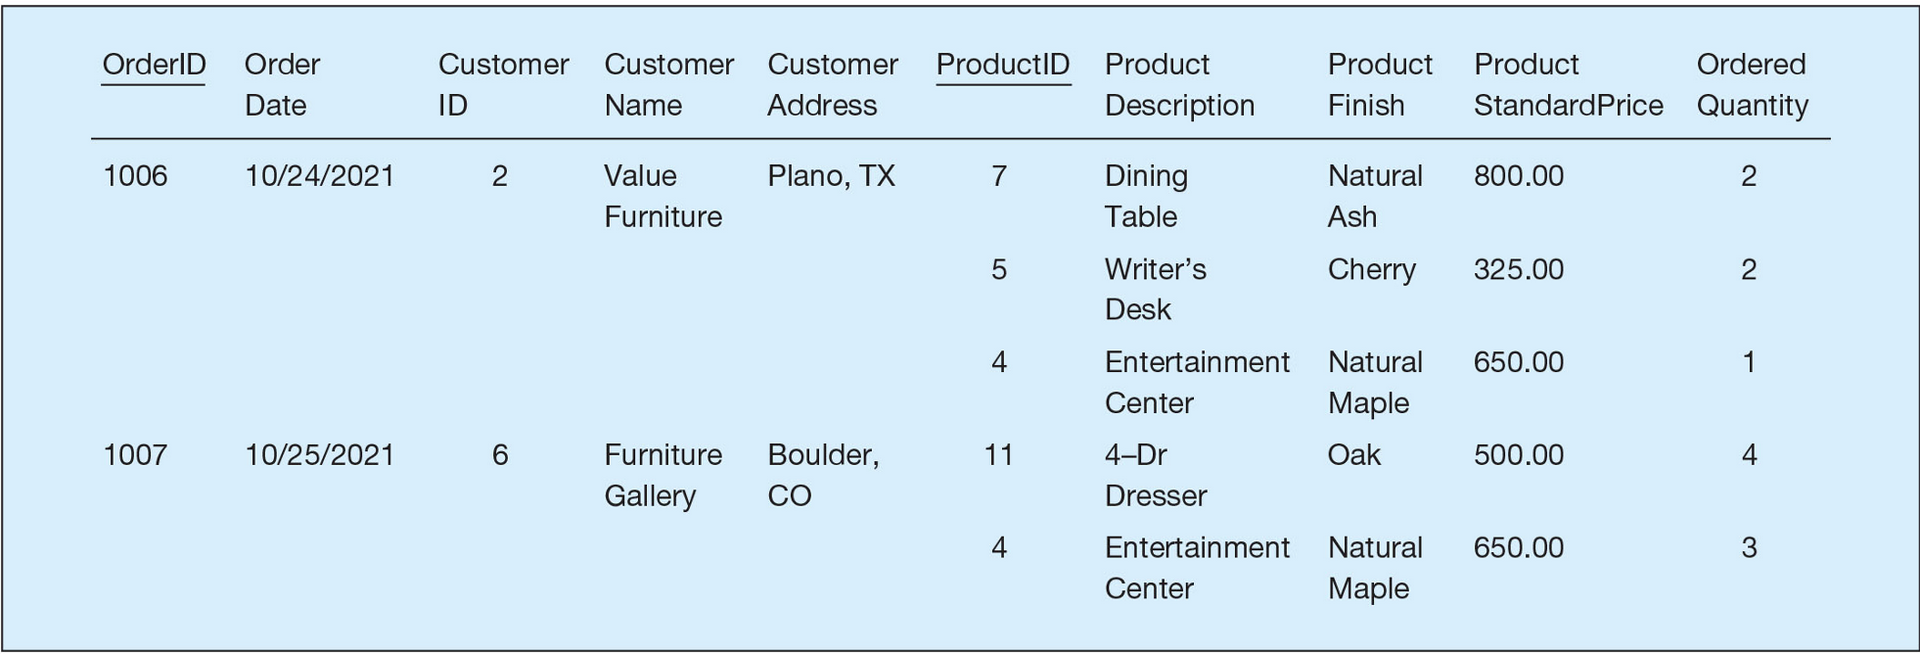 OrderID Order Customer Customer Customer ProductID Product Product Product Ordered
Date ID Name Address Description Finish StandardPrice Quantity
1006 10/24/2021 2 Value Plano, TX 7 Dining Natural 800.00 2
Furniture Table Ash
5 Writer’s Cherry 325.00 2
Desk
4 Entertainment Natural 650.00 1
Center Maple
1007 10/25/2021 6 Furniture Boulder, 11 4–Dr Oak 500.00 4
Gallery CO Dresser
4 Entertainment Natural 650.00 3
Center Maple